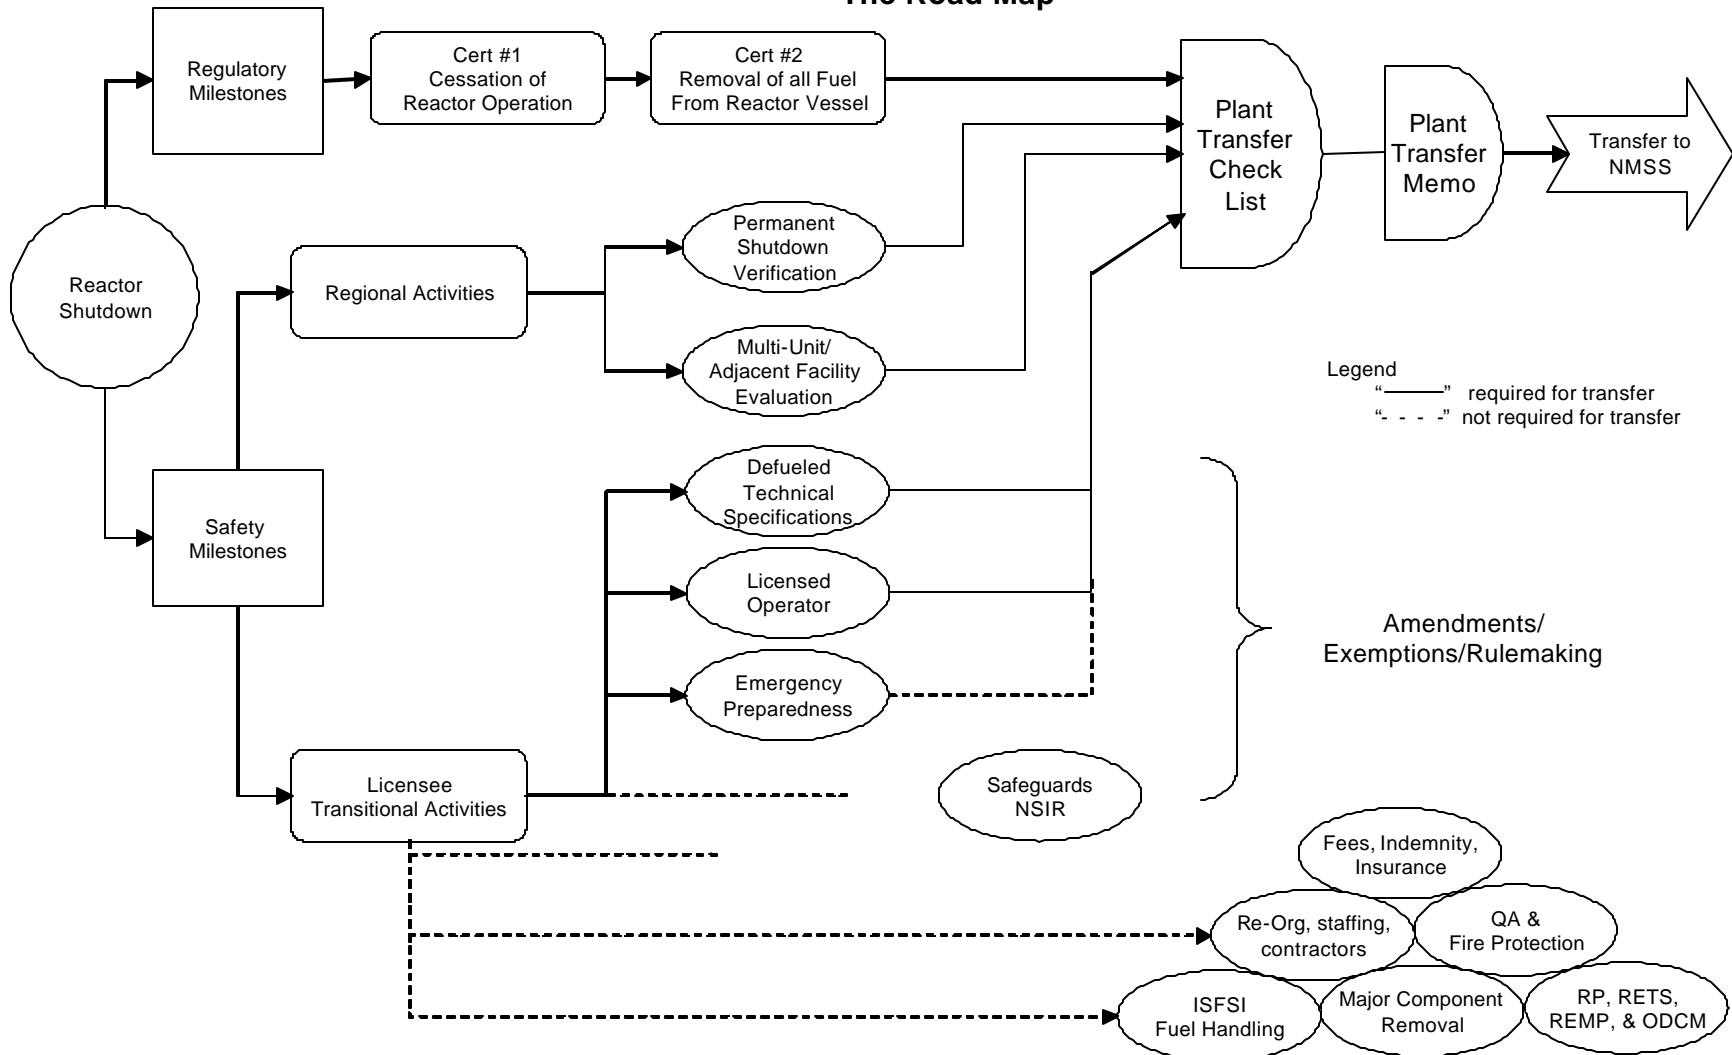 The Road Map
Regulatory
Milestones
Cert #1
Cessation of
Reactor Operation
Cert #2
Removal of all Fuel
From Reactor Vessel
Plant
Transfer
Check
List
Plant
Transfer
Memo
Transfer to
NMSS
Reactor
Shutdown
Regional Activities
Permanent
Shutdown
Verification
Multi-Unit/
Adjacent Facility
Evaluation
Legend
“———” required for transfer
“- - - -” not required for transfer
Safety
Milestones
Defueled
Technical
Specifications
Licensed
Operator
Emergency
Preparedness
Amendments/
Exemptions/Rulemaking
Licensee
Transitional Activities
Safeguards
NSIR
Fees, Indemnity,
Insurance
Re-Org, staffing,
contractors
QA &
Fire Protection
ISFSI
Fuel Handling
Major Component
Removal
RP, RETS,
REMP, & ODCM